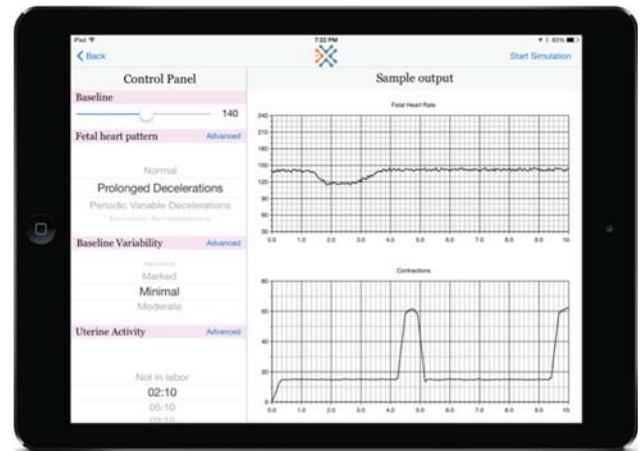 iPad
7:22 PM
Back
Start Simulation
Control Panel
Baseline
140
Fetal heart pattern
Advanced
Normal
Prolonged Decelerations
Periodic Variable Decelerations
Baseline Variability
Advanced
Marked
Minimal
Moderate
Uterine Activity
Advanced
Not in labor
02:10
05:10
Sample output
Fetal Heart Rate
240
210
180
150
120
90
60
30
0.0 1.0 2.0 3.0 4.0 5.0 6.0 7.0 8.0 9.0 10.
Contractions
80
60
40
20
0
0.0 1.0 2.0 3.0 4.0 5.0 6.0 7.0 8.0 9.0 10.